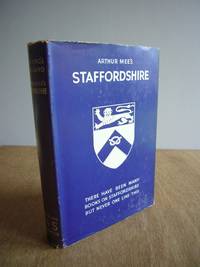 ARTHUR MEE'S
STAFFORDSHIRE
THERE HAVE BEEN MANY
BOOKS ON STAFFORDSHIRE
BUT NEVER ONE LIKE THIS